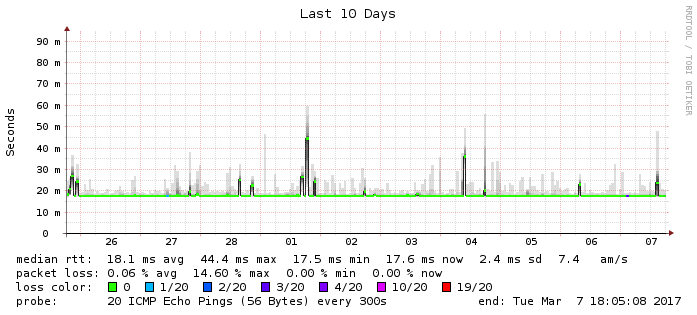 Last 10 Days
RRDTOOL / TOBI OETIKER
Seconds
90 m
80 m
70 m
60 m
50 m
40 m
30 m
20 m
10 m
0
26 27 28 01 02 03 04 05 06 07
median rtt: 18.1 ms avg 44.4 ms max 17.5 ms min 17.6 ms now 2.4 ms sd 7.4 am/s
packet loss: 0.06 % avg 14.60 % max 0.00 % min 0.00 % now
loss color: 0 1/20 2/20 3/20 4/20 10/20 19/20
probe: 20 ICMP Echo Pings (56 Bytes) every 300s end: Tue Mar 7 18:05:08 2017